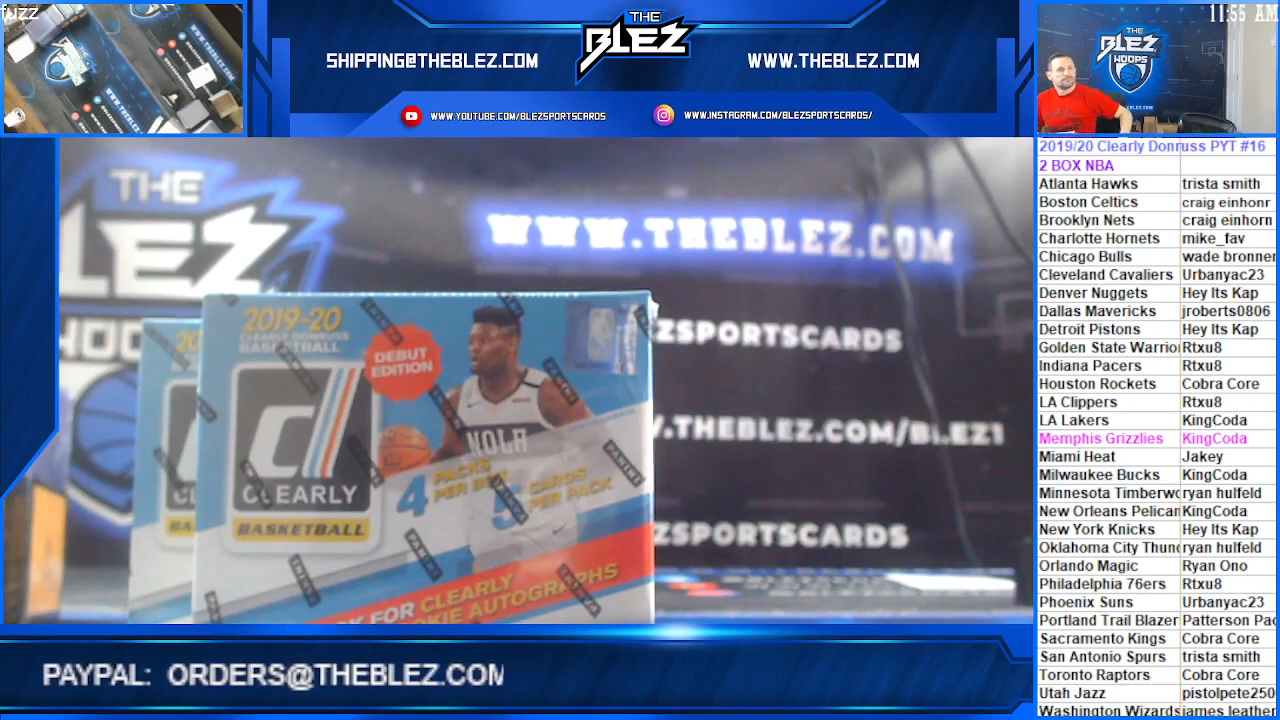 fuzz
SHIPPING@THEBLEZ.COM
THE
BLEZ
WWW.THEBLEZ.COM
WWW.YOUTUBE.COM/BLEZSPORTSCARDS
WWW.INSTAGRAM.COM/BLEZSPORTSCARDS/
11:55 AM
THE
BLEZ
HOOPS
THE
LEZ
HOO
WWW.THEBLEZ.COM
ZSPORTSCARDS
W.THEBLEZ.COM/BLEZ1
ZSPORTSCARDS
2019-20
CLEARLY DONRUSS
BASKETBALL
DEBUT
EDITION
NOLA
CLEARLY
BASKETBALL
4 PACKS
PER BOX
5 CARDS
PER PACK
K FOR CLEARLY
OKIE AUTOGRAPHS
20
CL
BA
PAYPAL: ORDERS@THEBLEZ.COM
2019/20 Clearly Donruss PYT #16
2 BOX NBA
Atlanta Hawks trista smith
Boston Celtics craig einhonr
Brooklyn Nets craig einhorn
Charlotte Hornets mike_fav
Chicago Bulls wade bronner
Cleveland Cavaliers Urbanyac23
Denver Nuggets Hey Its Kap
Dallas Mavericks jroberts0806
Detroit Pistons Hey Its Kap
Golden State Warrio Rtxu8
Indiana Pacers Rtxu8
Houston Rockets Cobra Core
LA Clippers Rtxu8
LA Lakers KingCoda
Memphis Grizzlies KingCoda
Miami Heat Jakey
Milwaukee Bucks KingCoda
Minnesota Timberwo ryan hulfeld
New Orleans Pelican KingCoda
New York Knicks Hey Its Kap
Oklahoma City Thund ryan hulfeld
Orlando Magic Ryan Ono
Philadelphia 76ers Rtxu8
Phoenix Suns Urbanyac23
Portland Trail Blazer Patterson Pac
Sacramento Kings Cobra Core
San Antonio Spurs trista smith
Toronto Raptors Cobra Core
Utah Jazz pistolpete250
Washington Wizards james leather